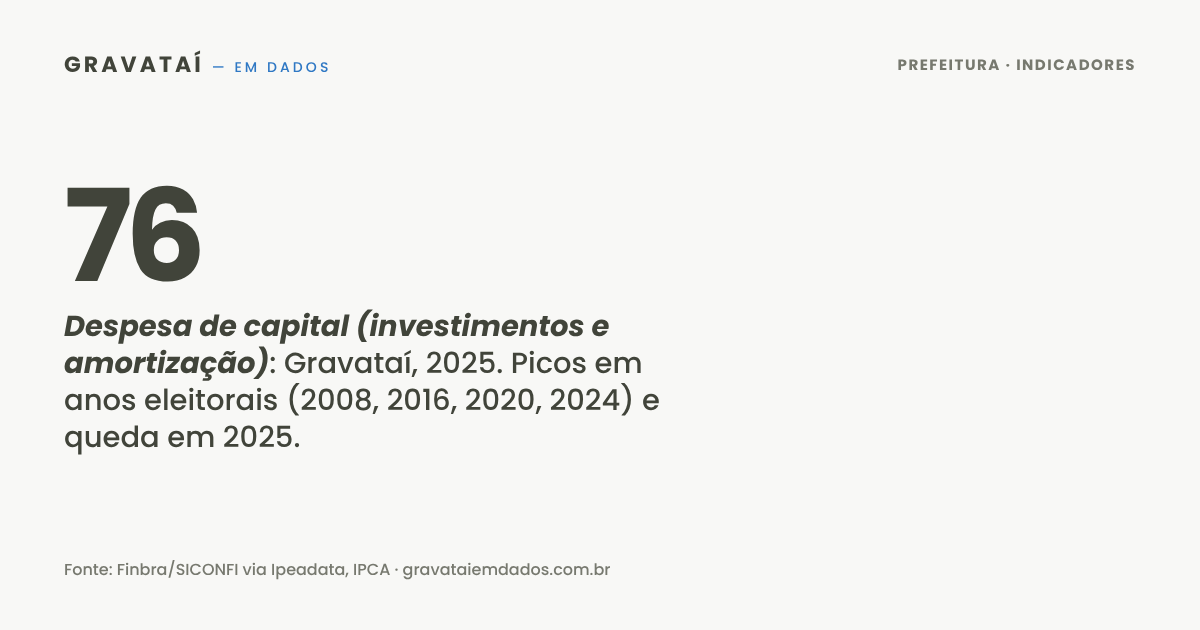 GRAVATAÍ — EM DADOS
PREFEITURA · INDICADORES
76
Despesa de capital (investimentos e
amortização): Gravataí, 2025. Picos em
anos eleitorais (2008, 2016, 2020, 2024) e
queda em 2025.
Fonte: Finbra/SICONFI via Ipeadata, IPCA · gravataiemdados.com.br